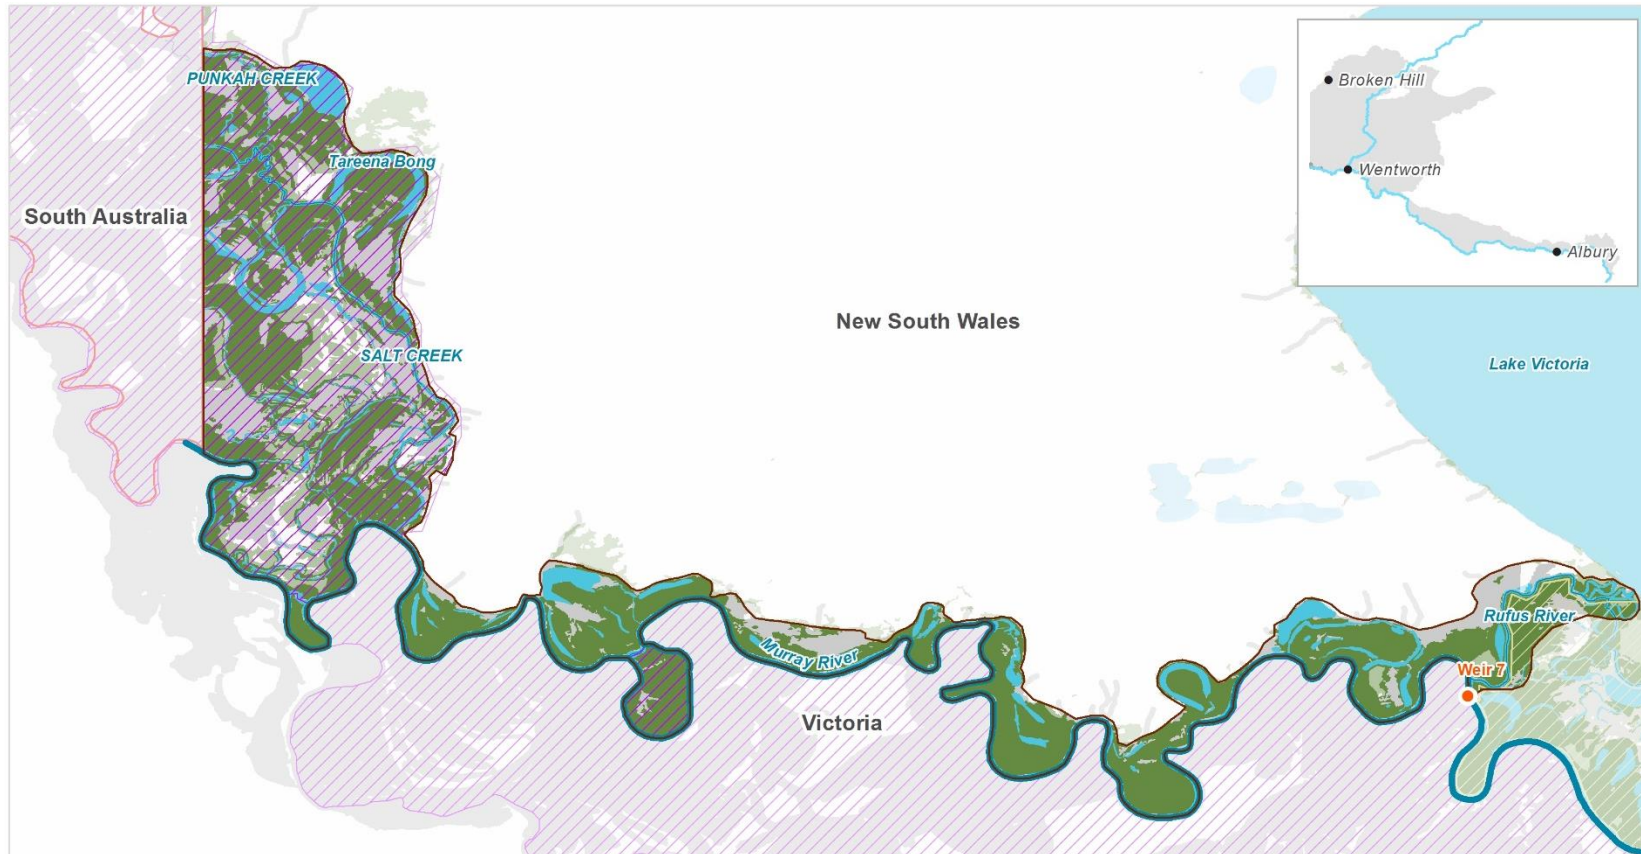 PUNKAH CREEK
Broken Hill
Tareena Bong
Wentworth
South Australia
Albury
New South Wales
SALT CREEK
Lake Victoria
Rufus River
Murray River
Weir 7
Victoria